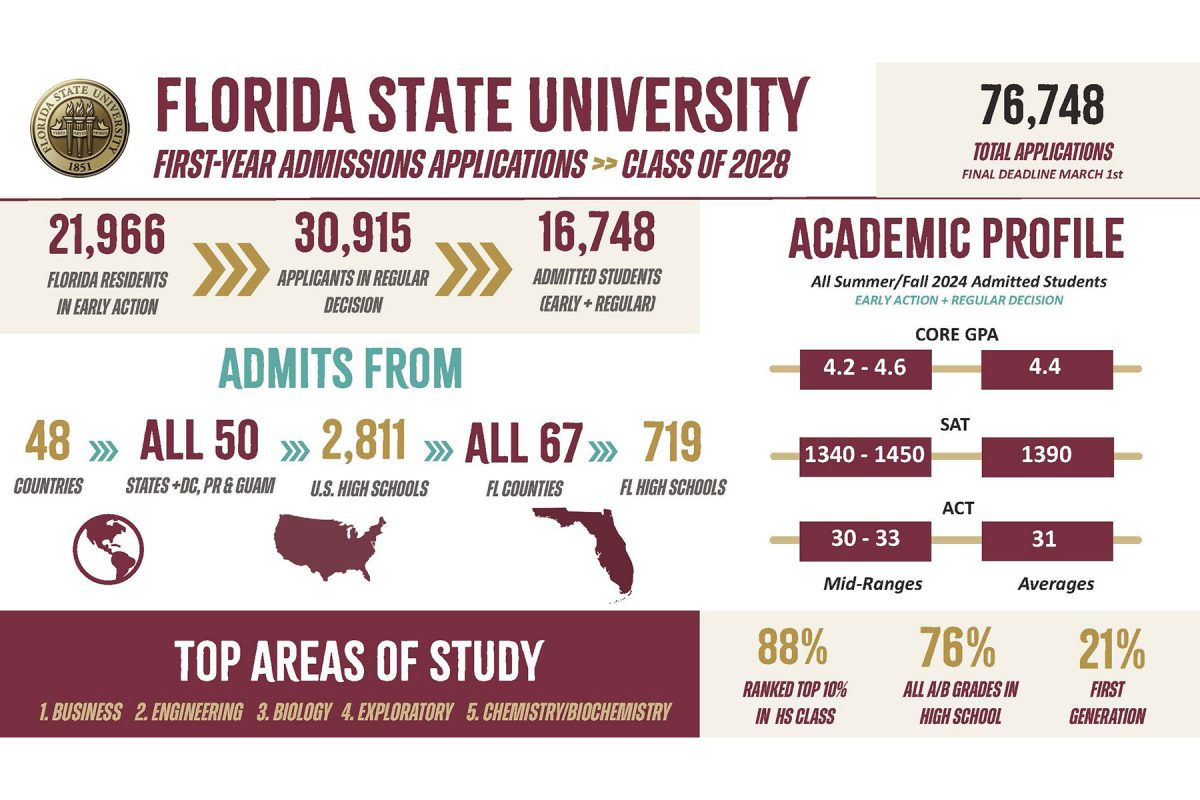 FLORIDA STATE UNIVERSITY
1851
FLORIDA STATE UNIVERSITY
FIRST-YEAR ADMISSIONS APPLICATIONS >> CLASS OF 2028
76,748
TOTAL APPLICATIONS
FINAL DEADLINE MARCH 1st
21,966
FLORIDA RESIDENTS
IN EARLY ACTION
30,915
APPLICANTS IN REGULAR
DECISION
16,748
ADMITTED STUDENTS
(EARLY + REGULAR)
ADMITS FROM
48
COUNTRIES
ALL 50
STATES +DC, PR & GUAM
2,811
U.S. HIGH SCHOOLS
ALL 67
FL COUNTIES
719
FL HIGH SCHOOLS
ACADEMIC PROFILE
All Summer/Fall 2024 Admitted Students
EARLY ACTION + REGULAR DECISION
CORE GPA
4.2 - 4.6
4.4
SAT
1340 - 1450
1390
ACT
30 - 33
31
Mid-Ranges
Averages
TOP AREAS OF STUDY
1. BUSINESS 2. ENGINEERING 3. BIOLOGY 4. EXPLORATORY 5. CHEMISTRY/BIOCHEMISTRY
88%
RANKED TOP 10%
IN HS CLASS
76%
ALL A/B GRADES IN
HIGH SCHOOL
21%
FIRST
GENERATION